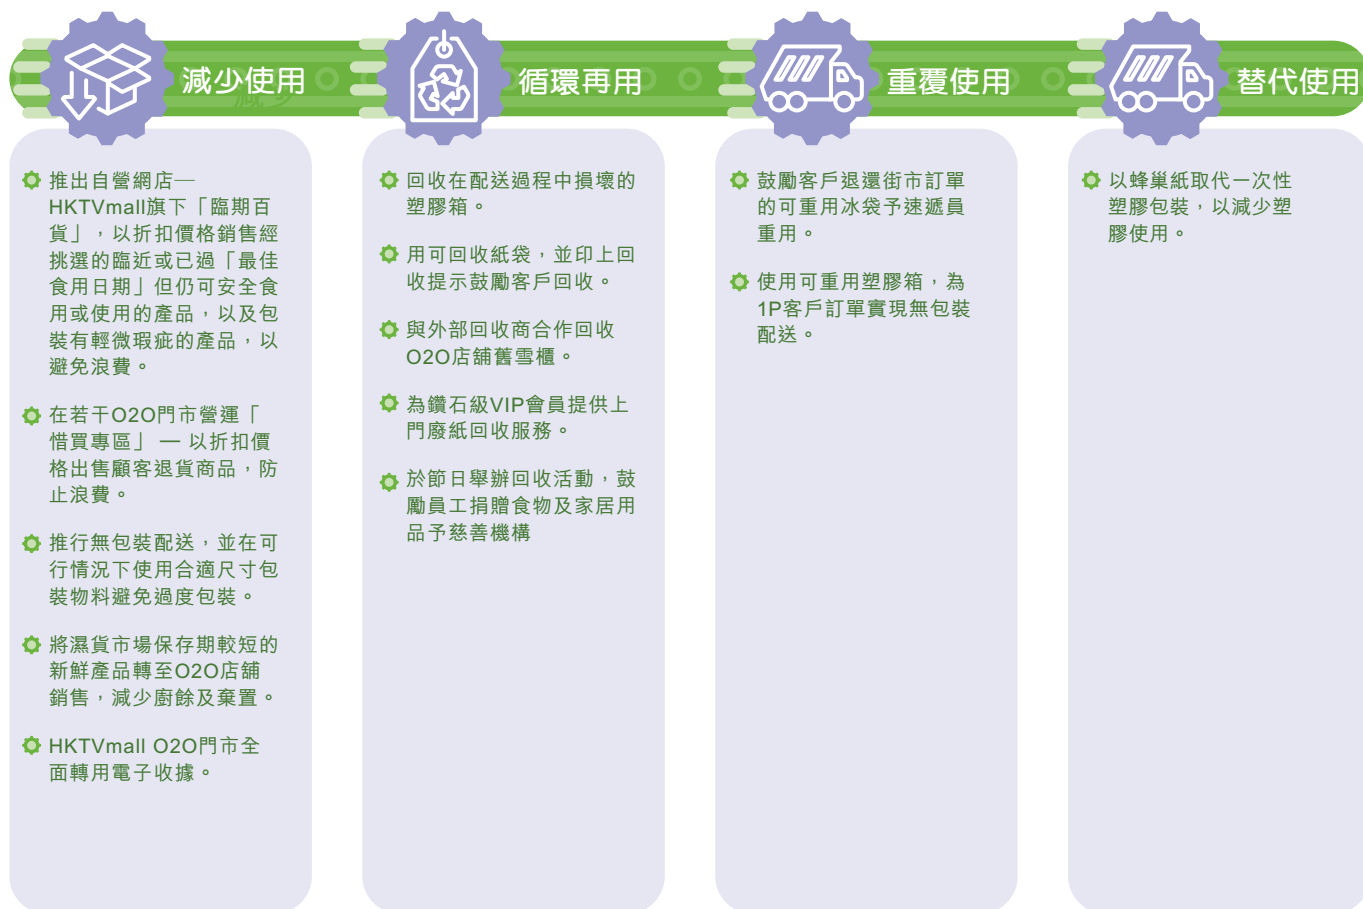 減少使用
推出自營網店—
HKTVmall旗下「臨期百
貨」，以折扣價格銷售經
挑選的臨近或已過「最佳
食用日期」但仍可安全食
用或使用的產品，以及包
裝有輕微瑕疵的產品，以
避免浪費。
在若干O2O門市營運「
惜買專區」 — 以折扣價
格出售顧客退貨商品，防
止浪費。
推行無包裝配送，並在可
行情況下使用合適尺寸包
裝物料避免過度包裝。
將濕貨市場保存期較短的
新鮮產品轉至O2O店舖
銷售，減少廚餘及棄置。
HKTVmall O2O門市全
面轉用電子收據。
循環再用
回收在配送過程中損壞的
塑膠箱。
用可回收紙袋，並印上回
收提示鼓勵客戶回收。
與外部回收商合作回收
O2O店舖舊雪櫃。
為鑽石級VIP會員提供上
門廢紙回收服務。
於節日舉辦回收活動，鼓
勵員工捐贈食物及家居用
品予慈善機構
重覆使用
鼓勵客戶退還街市訂單
的可重用冰袋予速遞員
重用。
使用可重用塑膠箱，為
1P客戶訂單實現無包裝
配送。
替代使用
以蜂巢紙取代一次性
塑膠包裝，以減少塑
膠使用。